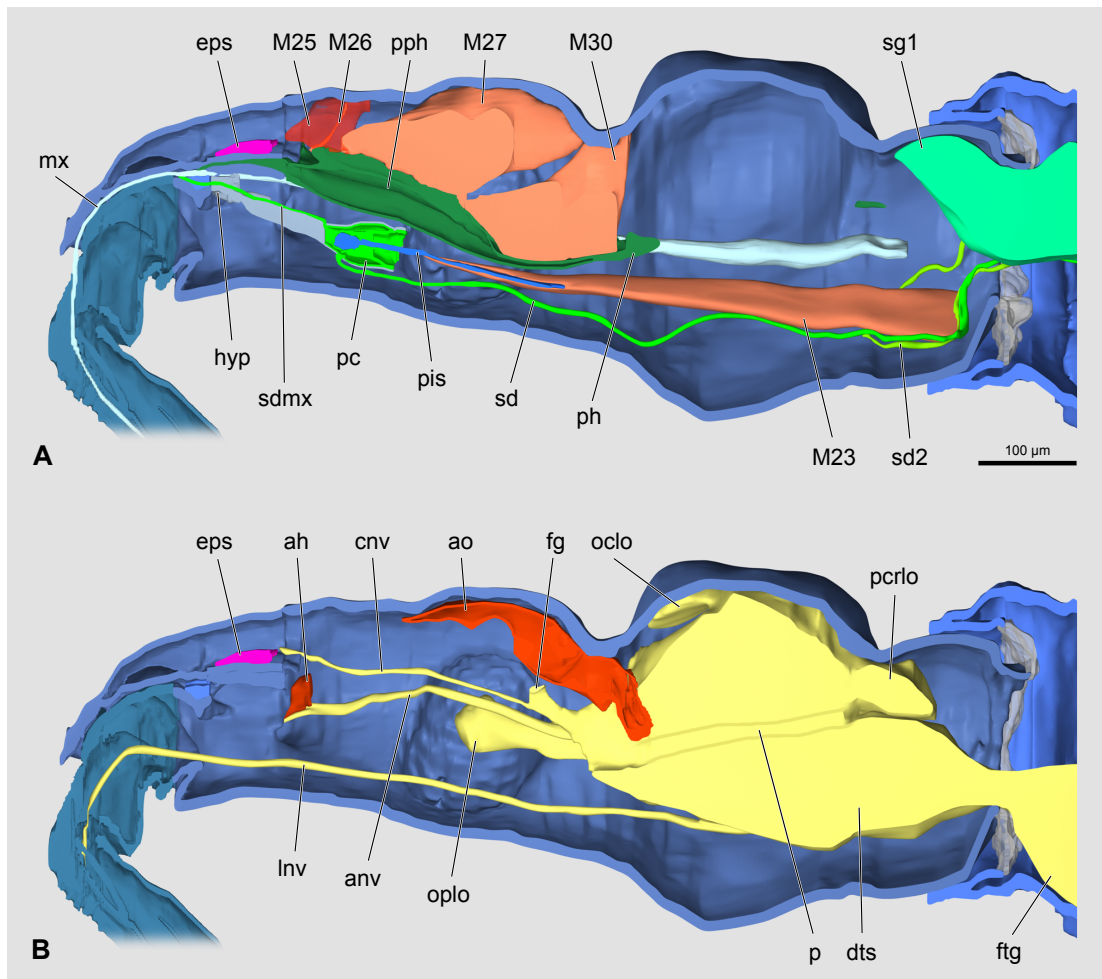 eps M25 M26 pph M27 M30 sg1
mx
hyp pc pis sd ph
sdmx
M23 sd2
A
100 µm
eps ah cnv ao fg oclo pcrlo
lnv anv oplo p dts ftg
B